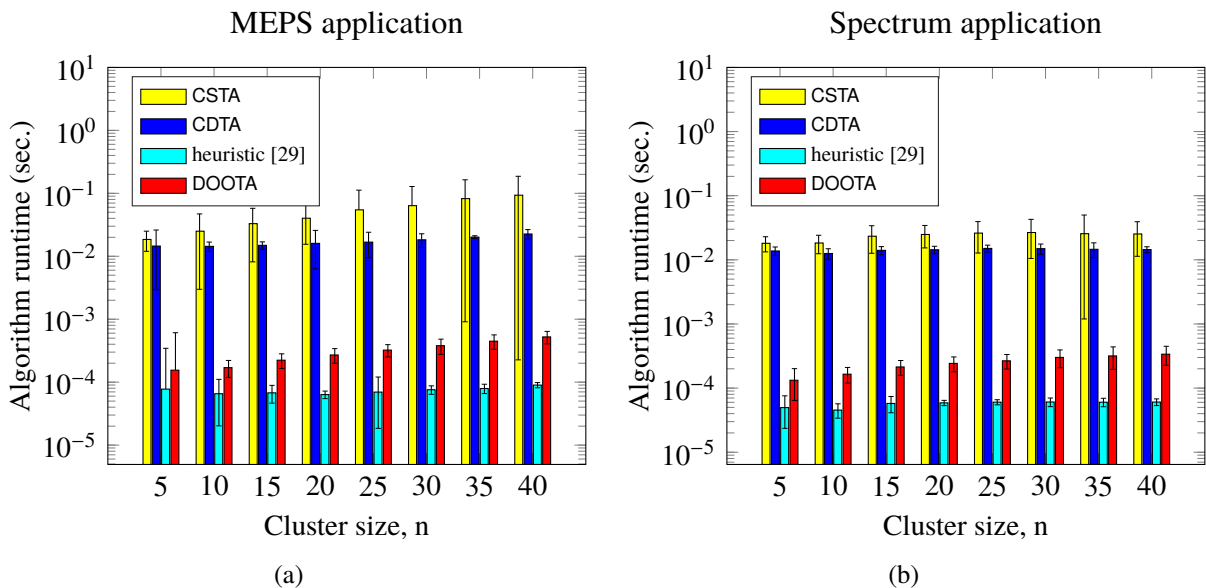 MEPS application
10^1
10^0
10^-1
10^-2
10^-3
10^-4
10^-5
Algorithm runtime (sec.)
CSTA
CDTA
heuristic [29]
DOOTA
5 10 15 20 25 30 35 40
Cluster size, n
(a)
Spectrum application
10^1
10^0
10^-1
10^-2
10^-3
10^-4
10^-5
Algorithm runtime (sec.)
CSTA
CDTA
heuristic [29]
DOOTA
5 10 15 20 25 30 35 40
Cluster size, n
(b)